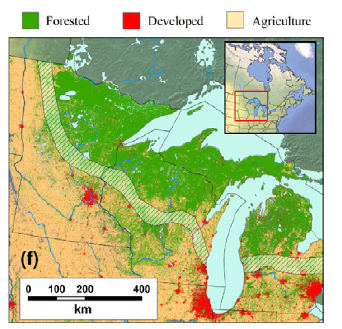 Forested Developed Agriculture
(f)
0 100 200 400
km